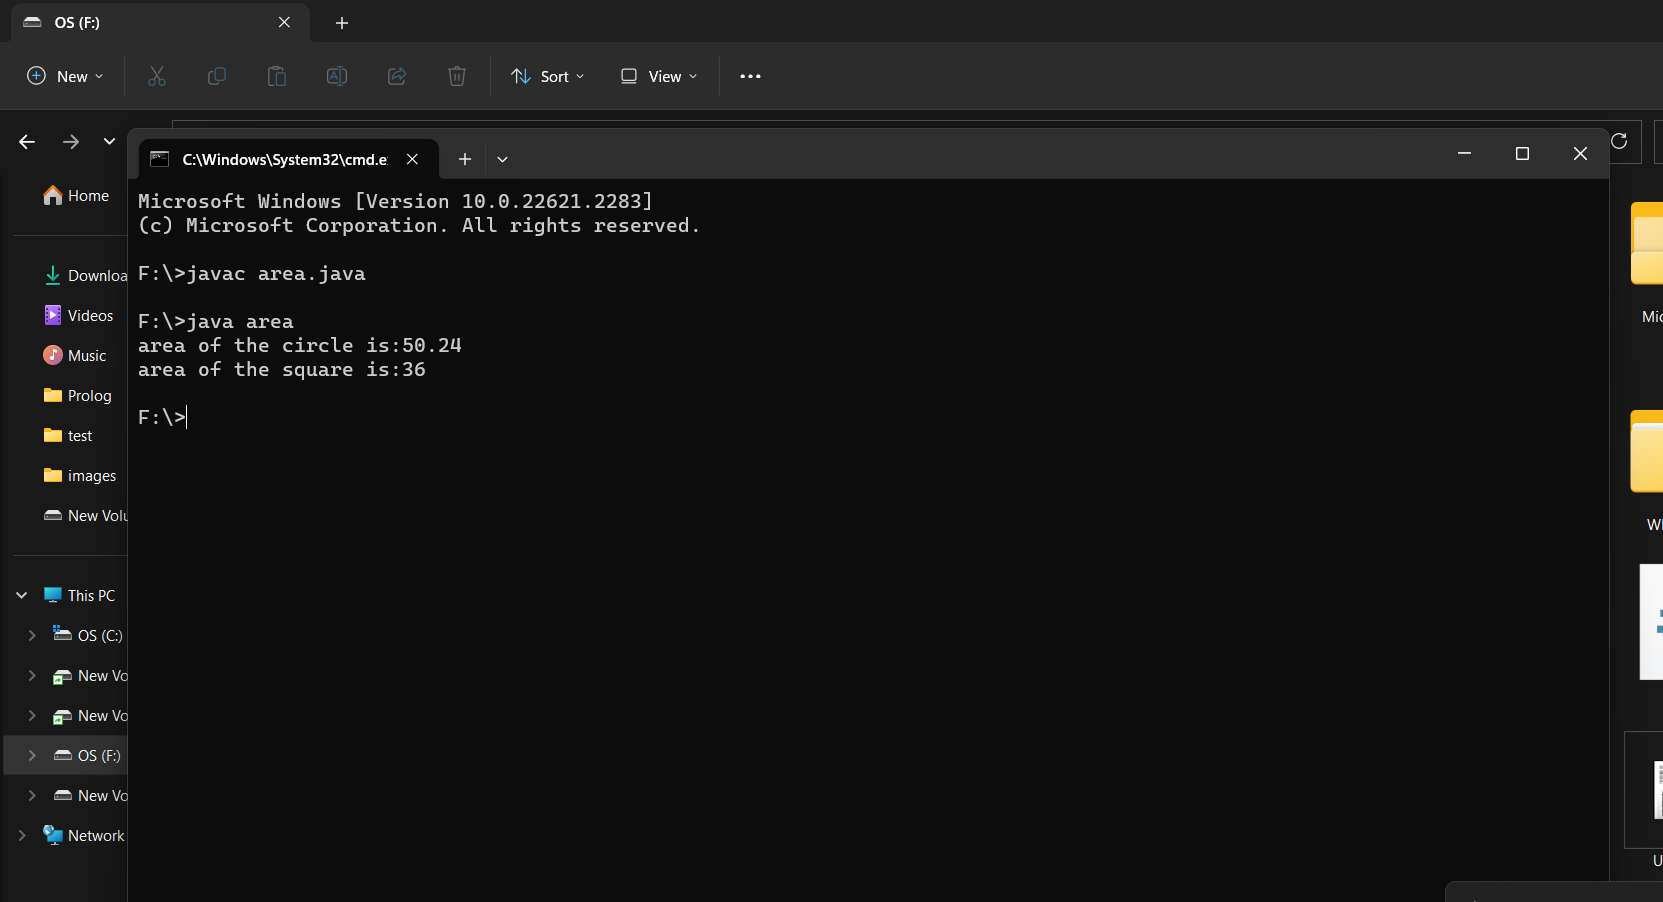 OS (F:)
New
Sort
View
C:\Windows\System32\cmd.e
Home
Microsoft Windows [Version 10.0.22621.2283]
(c) Microsoft Corporation. All rights reserved.
F:\>javac area.java
F:\>java area
area of the circle is:50.24
area of the square is:36
F:\>
Downloa
Videos
Music
Prolog
test
images
New Volu
This PC
OS (C:)
New Vo
New Vo
OS (F:)
New Vo
Network
Mic
U